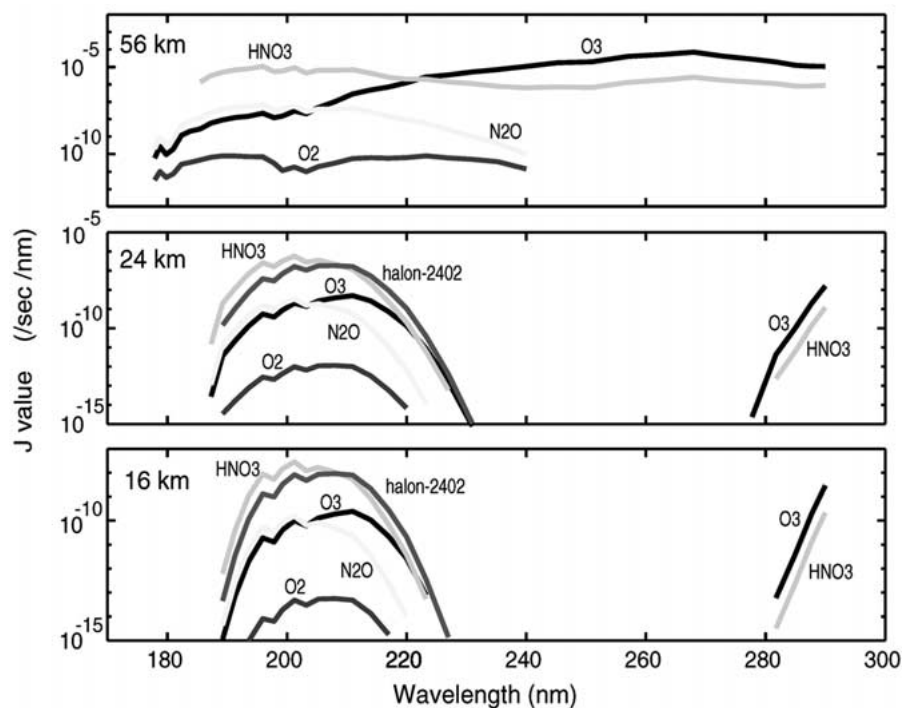 56 km
HNO3
O3
10^-5
N2O
10^-10
O2
10^-5
24 km
HNO3
halon-2402
O3
10^-10
N2O
O3
HNO3
O2
10^-15
16 km
HNO3
halon-2402
O3
10^-10
O3
N2O
HNO3
O2
10^-15
180 200 220 240 260 280 300
Wavelength (nm)
J value (/sec /nm)